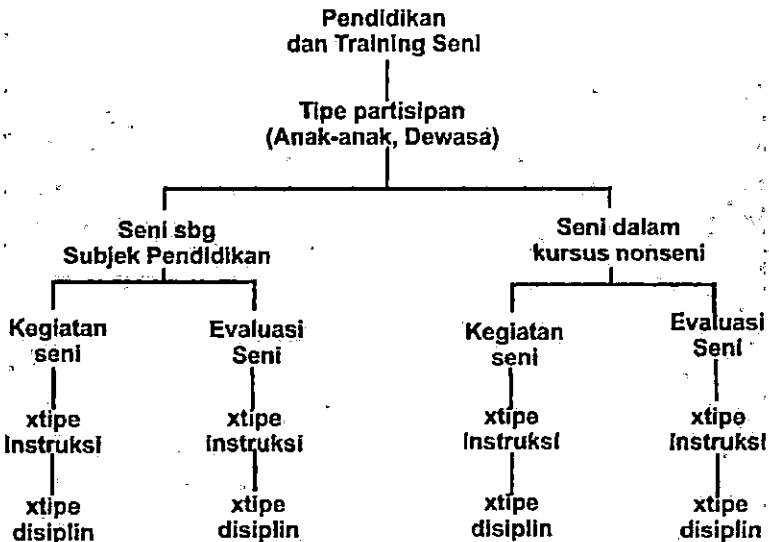 Pendidikan
dan Training Seni
Tipe partisipan
(Anak-anak, Dewasa)
Seni sbg
Subjek Pendidikan
Seni dalam
kursus nonseni
Kegiatan
seni
Evaluasi
Seni
Kegiatan
seni
Evaluasi
Seni
xtipe
instruksi
xtipe
instruksi
xtipe
instruksi
xtipe
instruksi
xtipe
disiplin
xtipe
disiplin
xtipe
disiplin
xtipe
disiplin